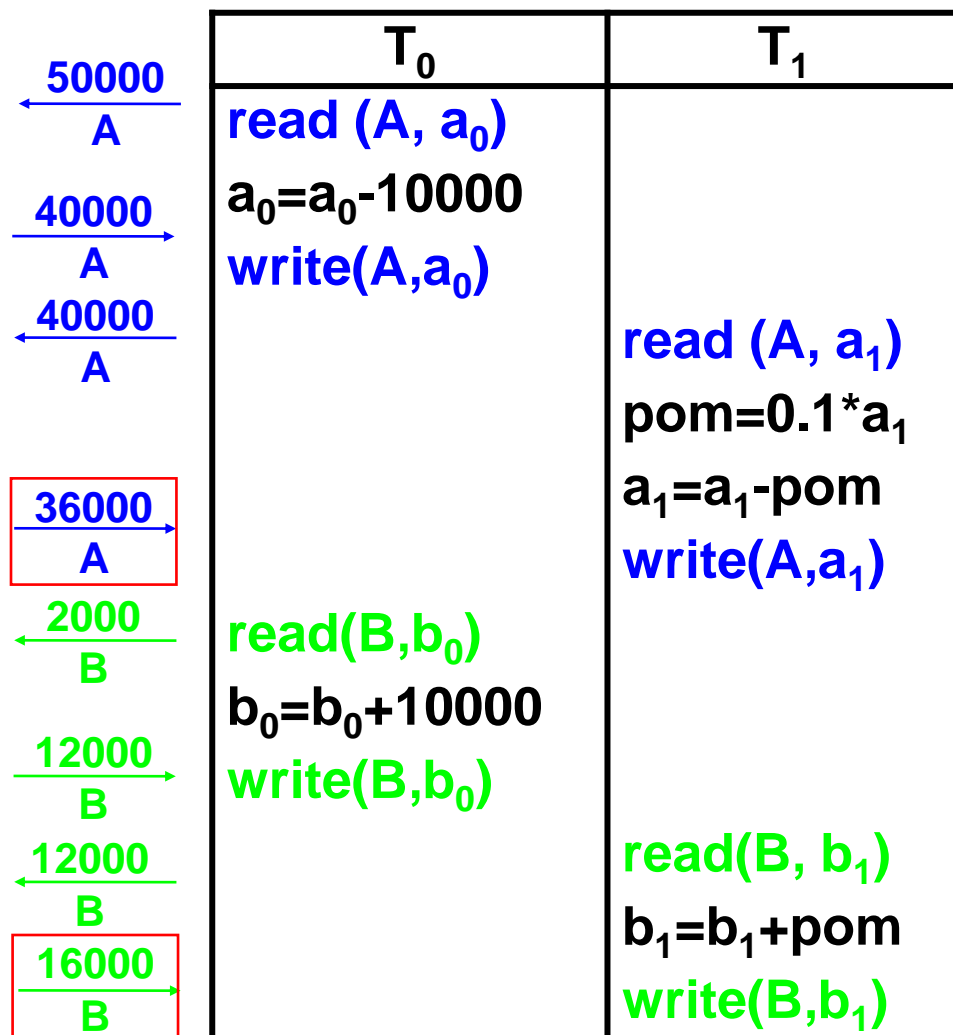 T₀ T₁
50000
A
read (A, a₀)
a₀=a₀-10000
40000
A
write(A,a₀)
40000
A
read (A, a₁)
pom=0.1*a₁
a₁=a₁-pom
36000
A
write(A,a₁)
2000
B
read(B,b₀)
b₀=b₀+10000
12000
B
write(B,b₀)
12000
B
read(B, b₁)
b₁=b₁+pom
16000
B
write(B,b₁)